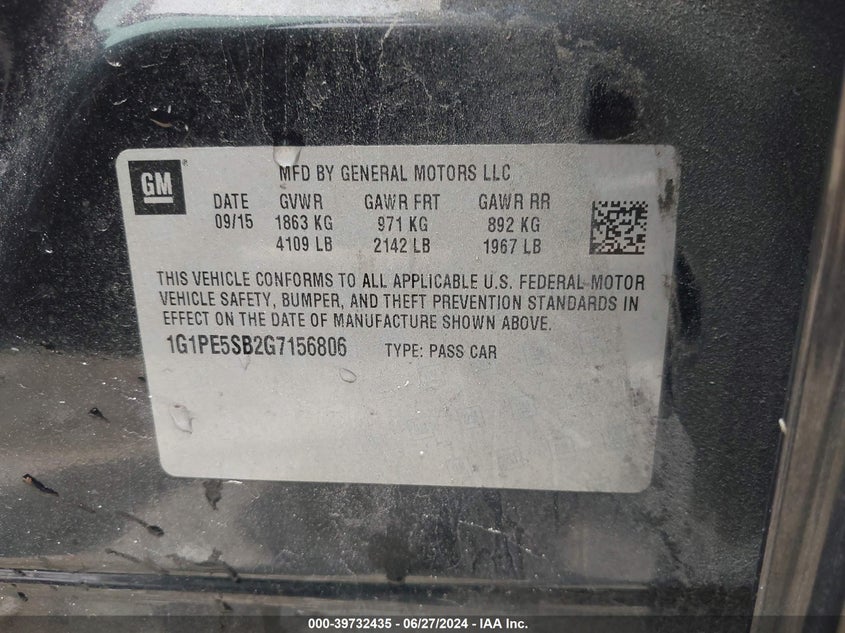 GM
MFD BY GENERAL MOTORS LLC
DATE GVWR GAWR FRT GAWR RR
09/15 1863 KG 971 KG 892 KG
4109 LB 2142 LB 1967 LB
THIS VEHICLE CONFORMS TO ALL APPLICABLE U.S. FEDERAL MOTOR
VEHICLE SAFETY, BUMPER, AND THEFT PREVENTION STANDARDS IN
EFFECT ON THE DATE OF MANUFACTURE SHOWN ABOVE.
1G1PE5SB2G7156806 TYPE: PASS CAR
000-39732435 - 06/27/2024 - IAA Inc.